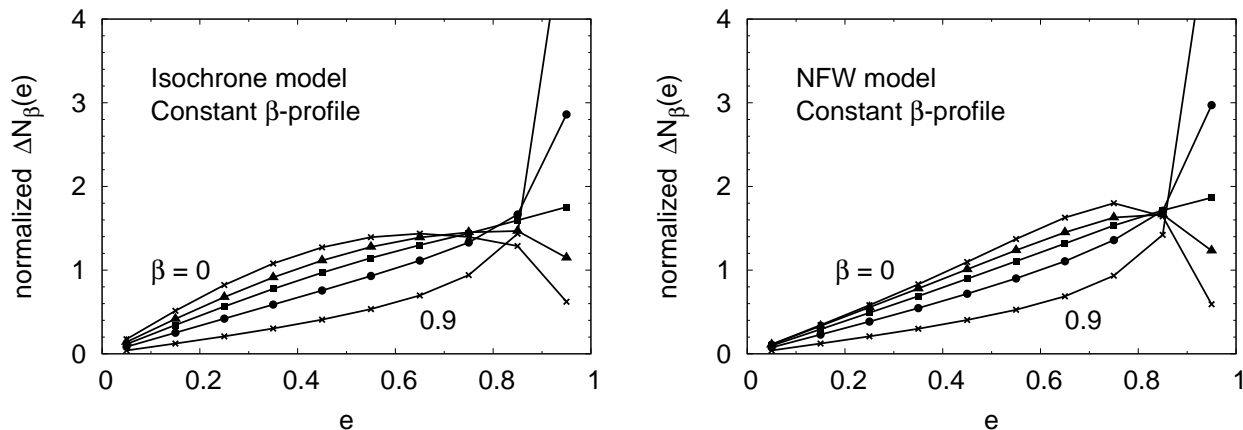 4
3
2
1
0
0
0.2
0.4
0.6
0.8
1
normalized ΔNβ(e)
e
Isochrone model
Constant β-profile
β = 0
0.9
4
3
2
1
0
0
0.2
0.4
0.6
0.8
1
normalized ΔNβ(e)
e
NFW model
Constant β-profile
β = 0
0.9